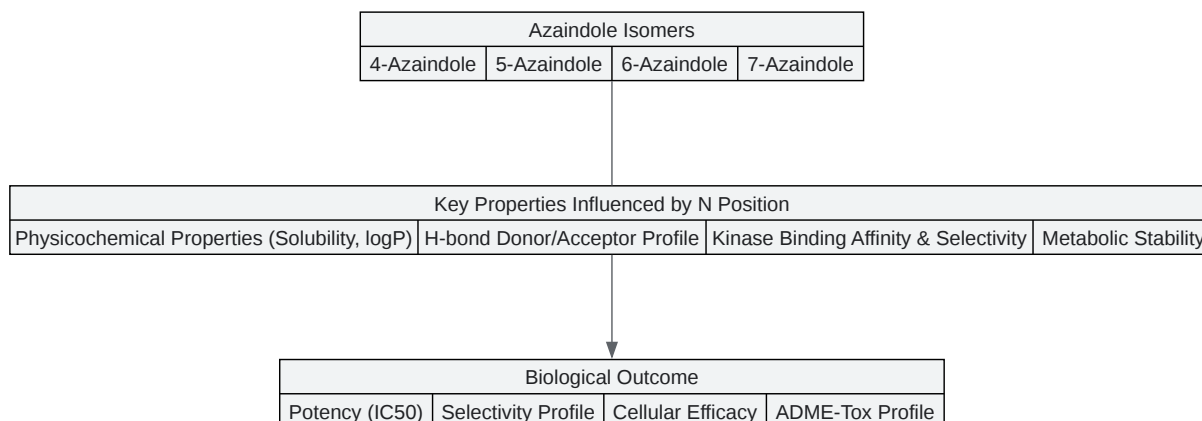 Azaindole Isomers
4-Azaindole 5-Azaindole 6-Azaindole 7-Azaindole
Key Properties Influenced by N Position
Physicochemical Properties (Solubility, logP) H-bond Donor/Acceptor Profile Kinase Binding Affinity & Selectivity Metabolic Stability
Biological Outcome
Potency (IC50) Selectivity Profile Cellular Efficacy ADME-Tox Profile